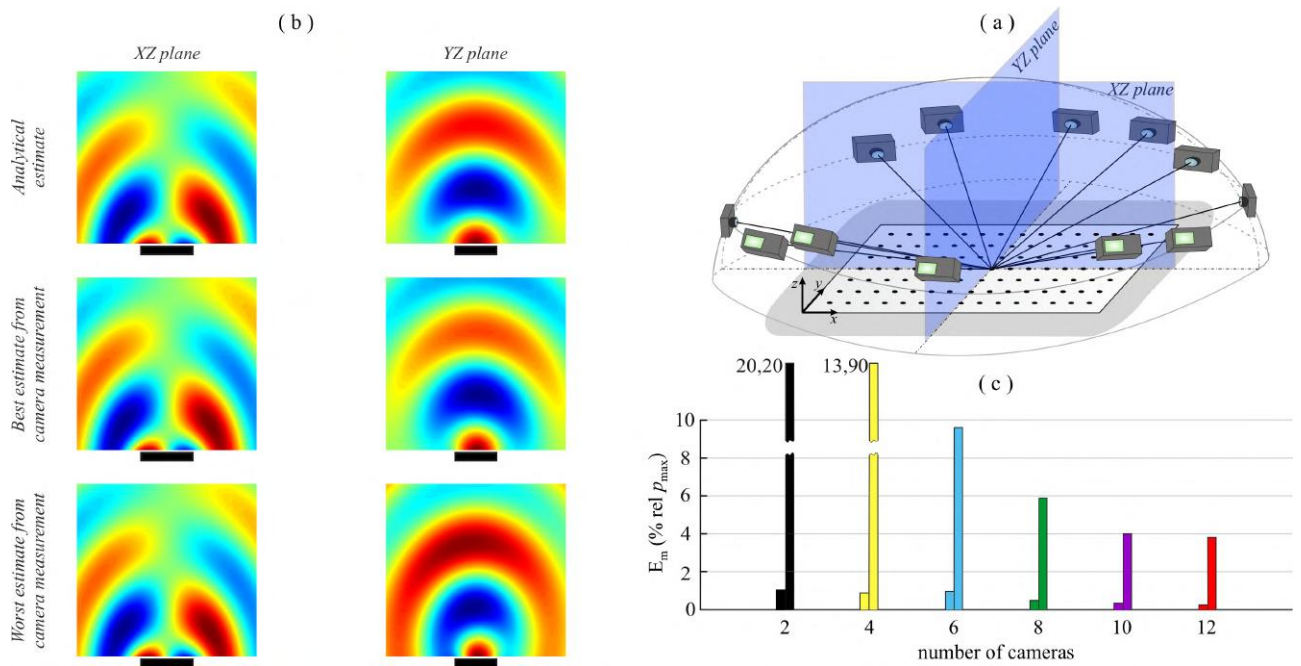 ( b )
XZ plane
YZ plane
Analytical
estimate
Best estimate from
camera measurement
Worst estimate from
camera measurement
( a )
YZ plane
XZ plane
z
y
x
( c )
20,20
13,90
10
8
6
4
2
0
E_m (% rel p_max)
2 4 6 8 10 12
number of cameras